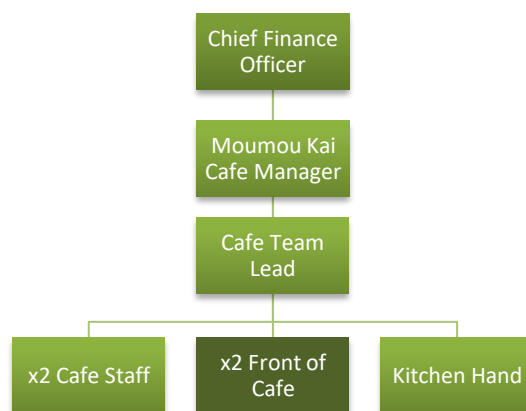 Chief Finance
Officer
Moumou Kai
Cafe Manager
Cafe Team
Lead
x2 Cafe Staff
x2 Front of
Cafe
Kitchen Hand